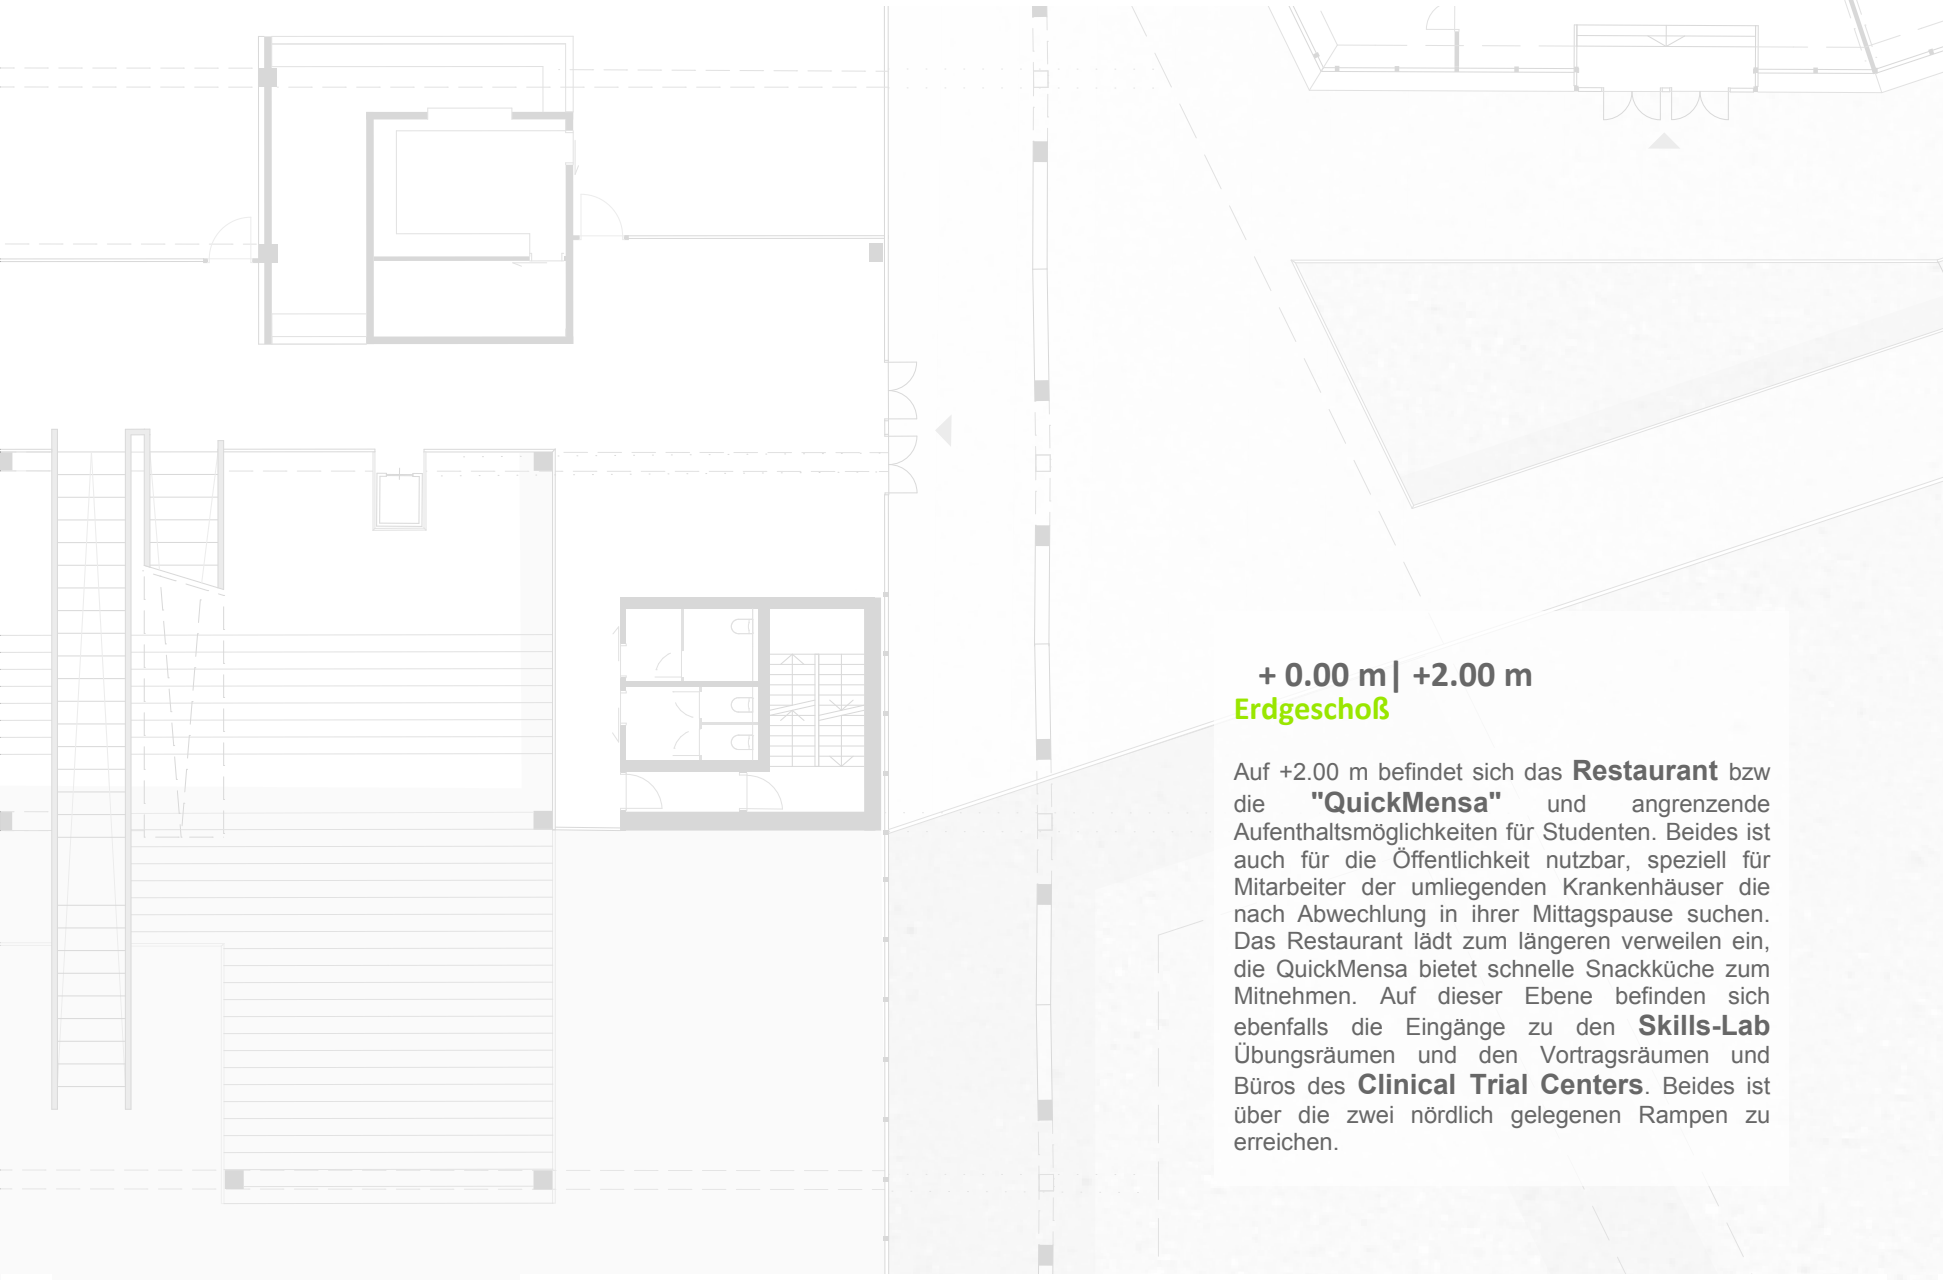 + 0.00 m| +2.00 m
Erdgeschoß
Auf +2.00 m befindet sich das Restaurant bzw
die "QuickMensa" und angrenzende
Aufenthaltsmöglichkeiten für Studenten. Beides ist
auch für die Öffentlichkeit nutzbar, speziell für
Mitarbeiter der umliegenden Krankenhäuser die
nach Abwechlung in ihrer Mittagspause suchen.
Das Restaurant lädt zum längeren verweilen ein,
die QuickMensa bietet schnelle Snackküche zum
Mitnehmen. Auf dieser Ebene befinden sich
ebenfalls die Eingänge zu den Skills-Lab
Übungsräumen und den Vortragsräumen und
Büros des Clinical Trial Centers. Beides ist
über die zwei nördlich gelegenen Rampen zu
erreichen.